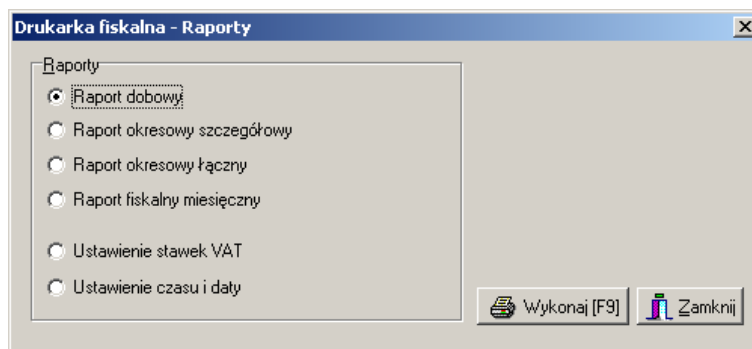 Drukarka fiskalna - Raporty
Raporty
Raport dobowy
Raport okresowy szczegółowy
Raport okresowy łączny
Raport fiskalny miesięczny
Ustawienie stawek VAT
Ustawienie czasu i daty
Wykonaj [F9]
Zamknij